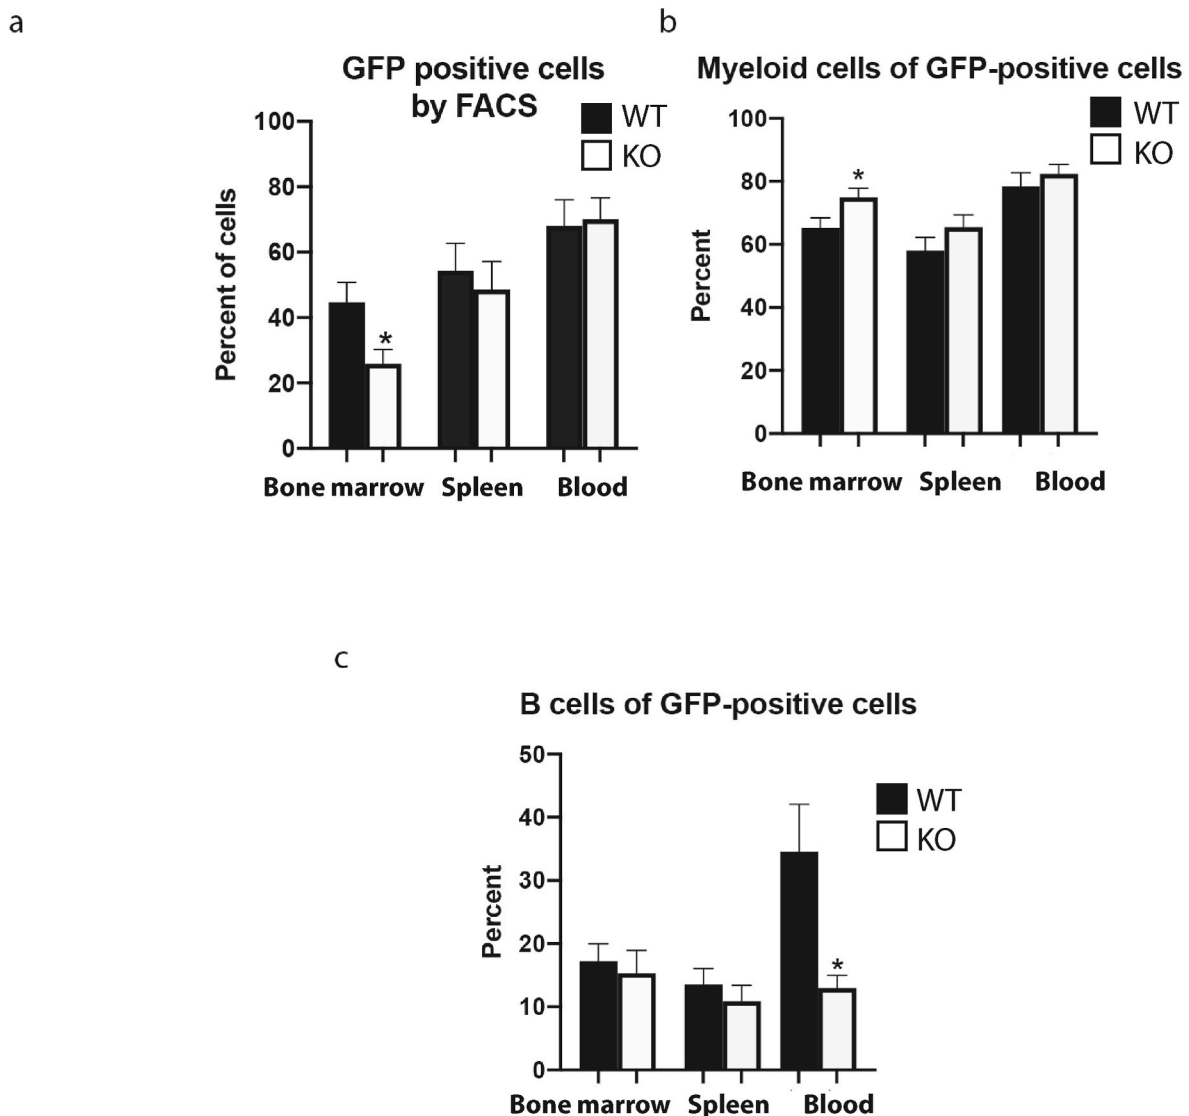 a
GFP positive cells
by FACS
WT
KO
Percent of cells
100
80
60
40
20
0
*
Bone marrow Spleen Blood
b
Myeloid cells of GFP-positive cells
WT
KO
Percent
100
80
60
40
20
0
*
Bone marrow Spleen Blood
c
B cells of GFP-positive cells
WT
KO
Percent
50
40
30
20
10
0
*
Bone marrow Spleen Blood